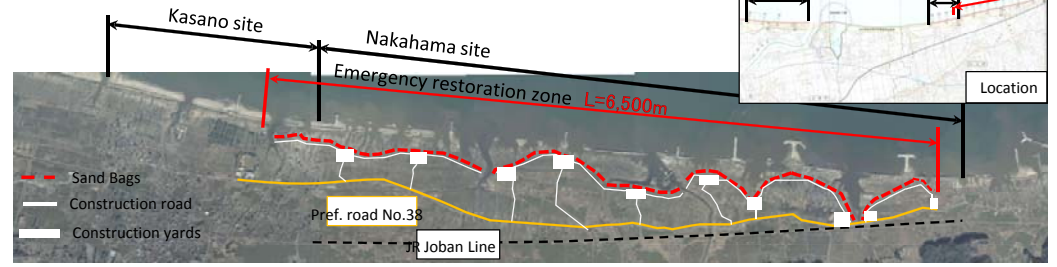 Kasano site
Nakahama site
Emergency restoration zone L=6,500m
Location
Sand Bags
Construction road
Construction yards
Pref. road No.38
JR Joban Line